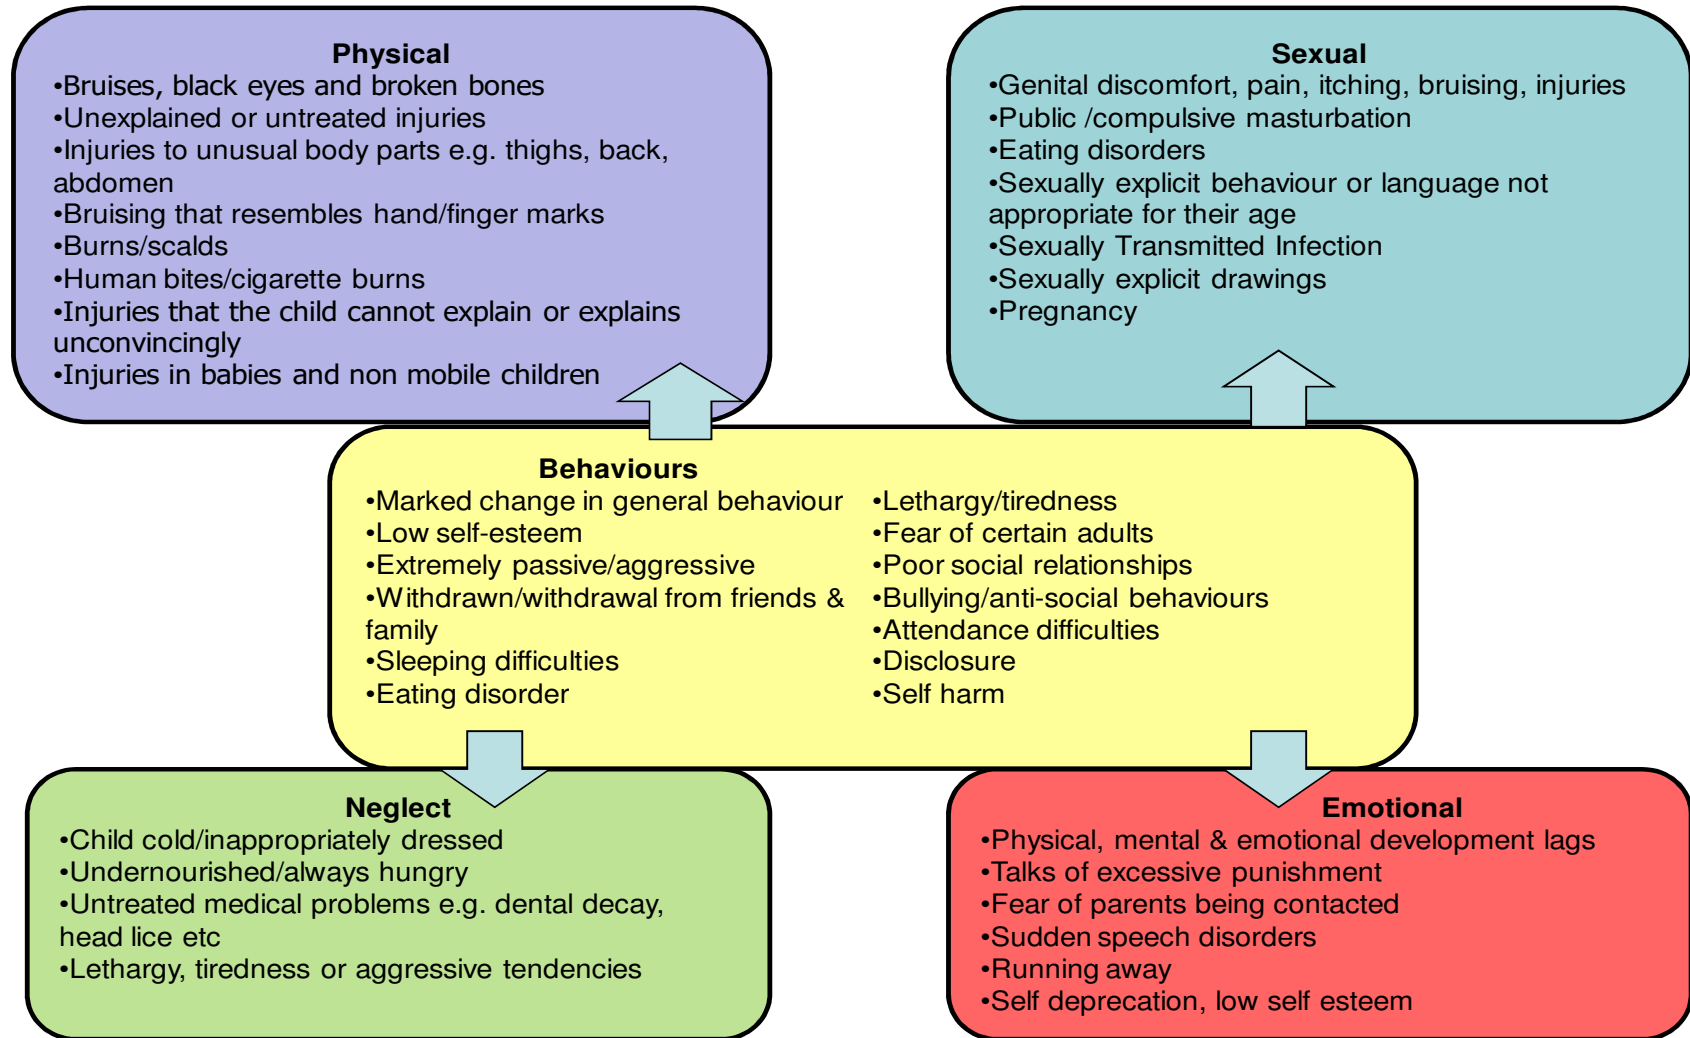 Physical
•Bruises, black eyes and broken bones
•Unexplained or untreated injuries
•Injuries to unusual body parts e.g. thighs, back,
abdomen
•Bruising that resembles hand/finger marks
•Burns/scalds
•Human bites/cigarette burns
•Injuries that the child cannot explain or explains
unconvincingly
•Injuries in babies and non mobile children
Sexual
•Genital discomfort, pain, itching, bruising, injuries
•Public /compulsive masturbation
•Eating disorders
•Sexually explicit behaviour or language not
appropriate for their age
•Sexually Transmitted Infection
•Sexually explicit drawings
•Pregnancy
Behaviours
•Marked change in general behaviour
•Low self-esteem
•Extremely passive/aggressive
•Withdrawn/withdrawal from friends &
family
•Sleeping difficulties
•Eating disorder
•Lethargy/tiredness
•Fear of certain adults
•Poor social relationships
•Bullying/anti-social behaviours
•Attendance difficulties
•Disclosure
•Self harm
Neglect
•Child cold/inappropriately dressed
•Undernourished/always hungry
•Untreated medical problems e.g. dental decay,
head lice etc
•Lethargy, tiredness or aggressive tendencies
Emotional
•Physical, mental & emotional development lags
•Talks of excessive punishment
•Fear of parents being contacted
•Sudden speech disorders
•Running away
•Self deprecation, low self esteem